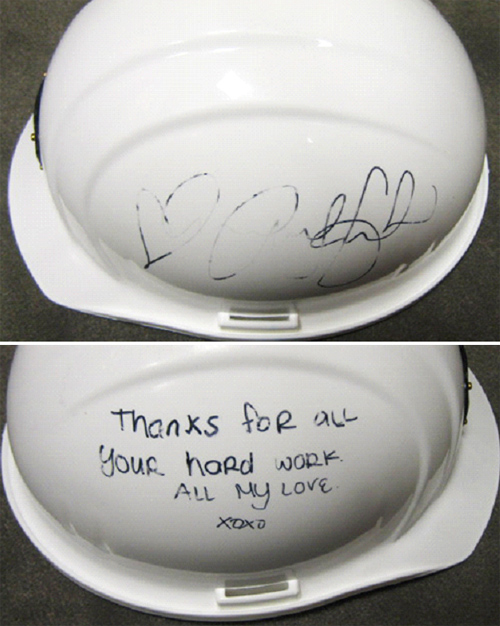 Thanks foR all
YouR haRd woRk.
ALL My LOVE.
XOXO